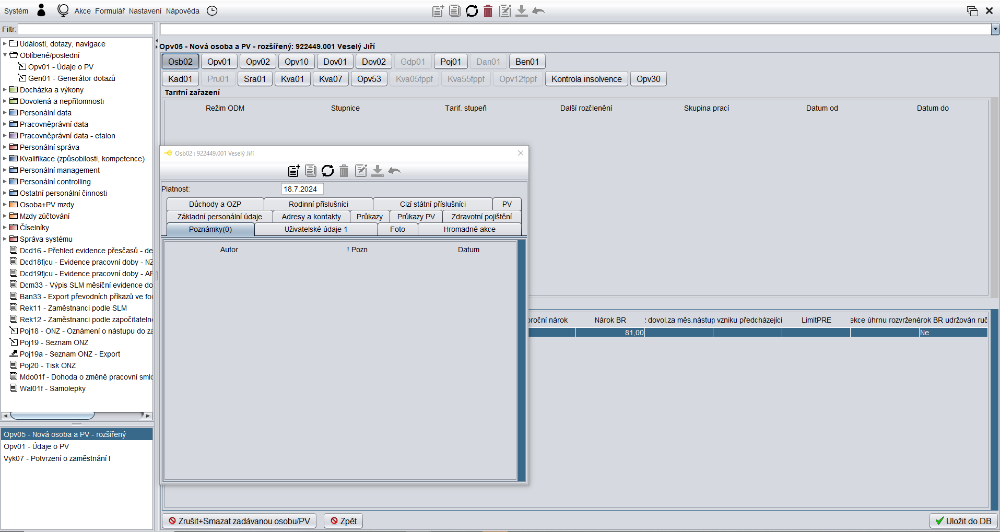 Systém Akce Formulář Nastavení Nápověda
Filtr:
Události, dotazy, navigace
Oblíbené/poslední
Opv01 - Údaje o PV
Gen01 - Generátor dotazů
Docházka a výkony
Dovolená a nepřítomnosti
Personální data
Pracovněprávní data
Pracovněprávní data - etalon
Personální správa
Kvalifikace (způsobilosti, kompetence)
Personální management
Personální controlling
Ostatní personální činnosti
Osoba+PV mzdy
Mzdy zúčtování
Číselníky
Správa systému
Dcd16 - Přehled evidence přesčasů - de
Dcd18fjcu - Evidence pracovní doby - NZ
Dcd19fjcu - Evidence pracovní doby - AF
Dcm33 - Výpis SLM měsíční evidence do
Ban33 - Export převodních příkazů ve for
Rek11 - Zaměstnanci podle SLM
Rek12 - Zaměstnanci podle započitatelne
Poj18 - ONZ - Oznámení o nástupu do za
Poj19 - Seznam ONZ
Poj19a - Seznam ONZ - Export
Poj20 - Tisk ONZ
Mdo01f - Dohoda o změně pracovní smlo
Wal01f - Samolepky
Opv05 - Nová osoba a PV - rozšířený
Opv01 - Údaje o PV
Vyk07 - Potvrzení o zaměstnání I
Opv05 - Nová osoba a PV - rozšířený: 922449.001 Veselý Jiří
Osb02 Opv01 Opv02 Opv10 Dov01 Dov02 Gdp01 Poj01 Dan01 Ben01
Kad01 Pru01 Sra01 Kva01 Kva07 Opv53 Kva05fppf Kva55fppf Opv12fppf Kontrola insolvence Opv30
Tarifní zařazení
Režim ODM Stupnice Tarif. stupeň Další rozčlenění Skupina prací Datum od Datum do
Osb02 : 922449.001 Veselý Jiří
Platnost: 18.7.2024
Důchody a OZP Rodinní příslušníci Cizí státní příslušníci PV
Základní personální údaje Adresy a kontakty Průkazy Průkazy PV Zdravotní pojištění
Poznámky(0) Uživatelské údaje 1 Foto Hromadné akce
Autor ! Pozn Datum
oroční nárok Nárok BR dovol.za měs.nástup vzniku předcházející LimitPRE ekce úhrnu rozvržen árok BR udržován ruč
81,00 Ne
Zrušit+Smazat zadávanou osobu/PV Zpět Uložit do DB